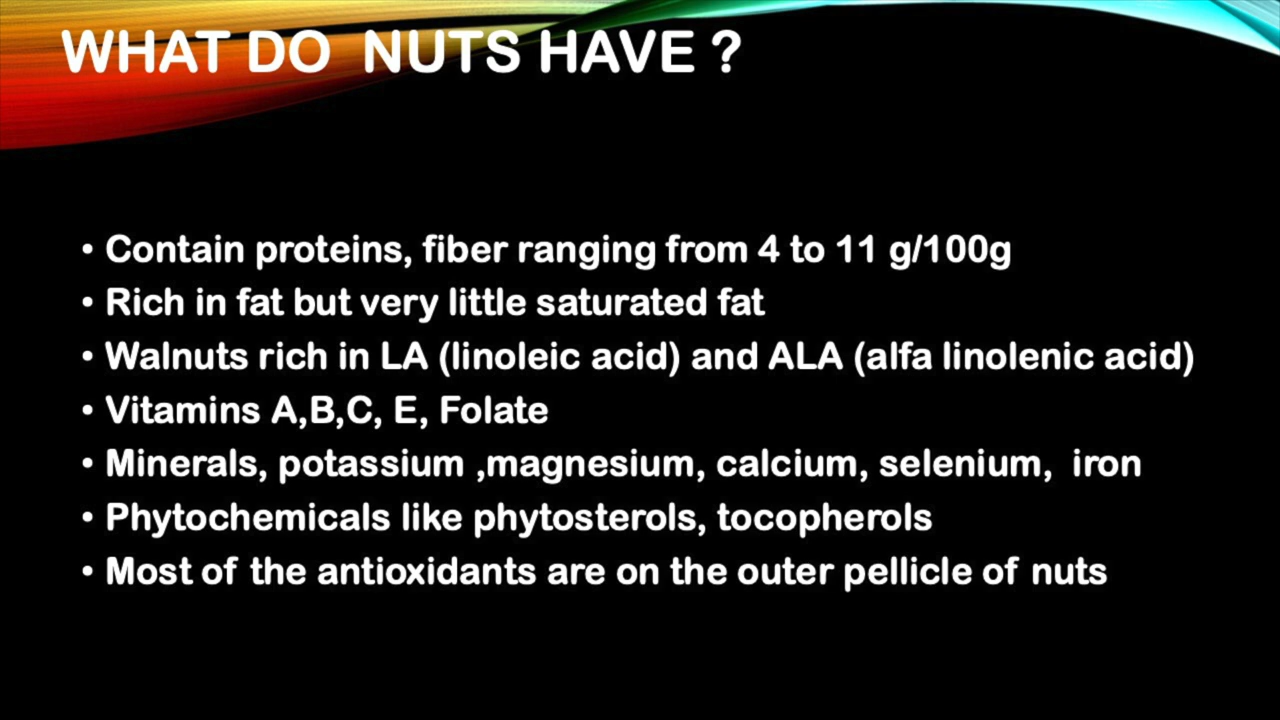 WHAT DO  NUTS HAVE ?
• Contain proteins, fiber ranging from 4 to 11 g/100g
• Rich in fat but very little saturated fat
• Walnuts rich in LA (linoleic acid) and ALA (alfa linolenic acid)
• Vitamins A,B,C, E, Folate
• Minerals, potassium ,magnesium, calcium, selenium,  iron
• Phytochemicals like phytosterols, tocopherols
• Most of the antioxidants are on the outer pellicle of nuts